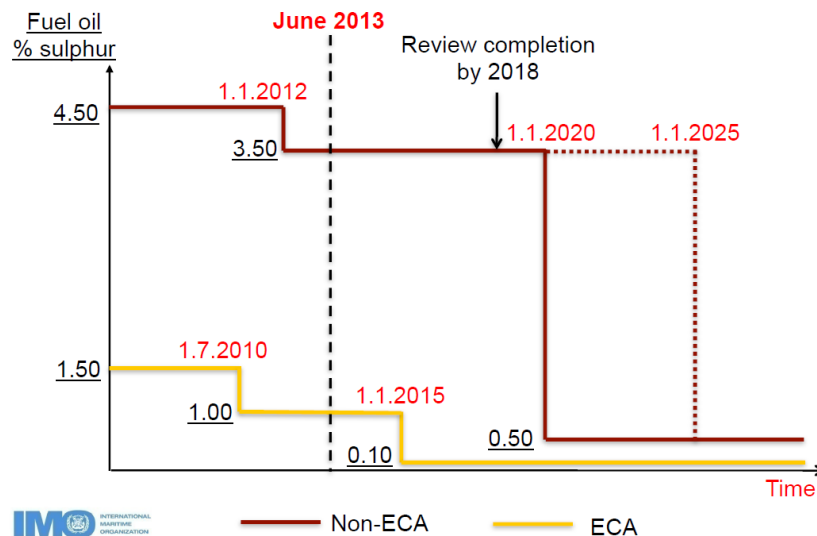 Fuel oil
% sulphur
June 2013
Review completion
by 2018
1.1.2012
4.50
3.50
1.1.2020
1.1.2025
1.7.2010
1.50
1.00
1.1.2015
0.10
0.50
Time
IMO
INTERNATIONAL
MARITIME
ORGANIZATION
Non-ECA
ECA